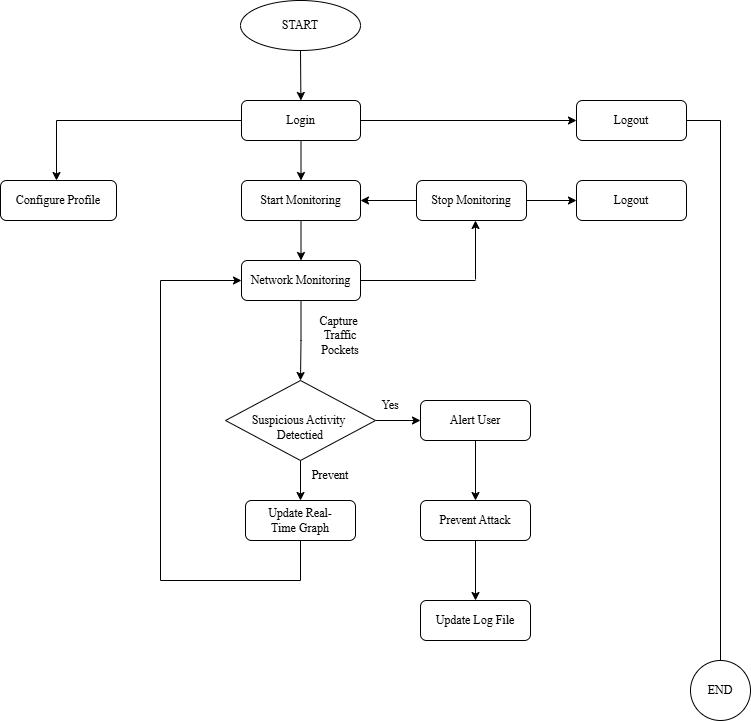 START
Login
Logout
Configure Profile
Start Monitoring
Stop Monitoring
Logout
Network Monitoring
Capture
Traffic
Pockets
Yes
Suspicious Activity
Detectied
Alert User
Prevent
Update Real-
Time Graph
Prevent Attack
Update Log File
END